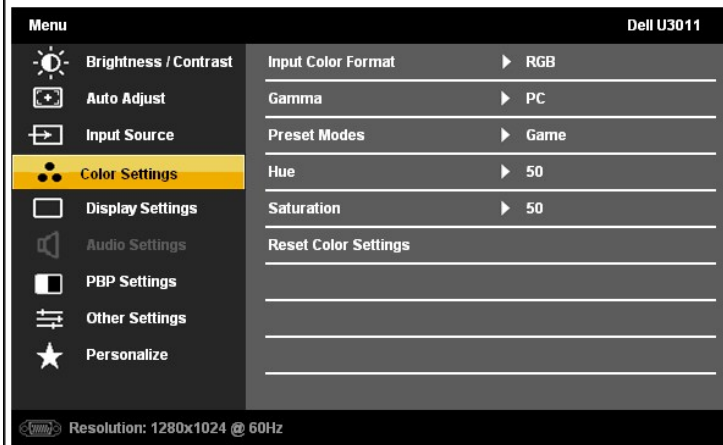 Menu Dell U3011
Brightness / Contrast Input Color Format RGB
Auto Adjust Gamma PC
Input Source Preset Modes Game
Color Settings Hue 50
Display Settings Saturation 50
Audio Settings Reset Color Settings
PBP Settings
Other Settings
Personalize
Resolution: 1280x1024 @ 60Hz